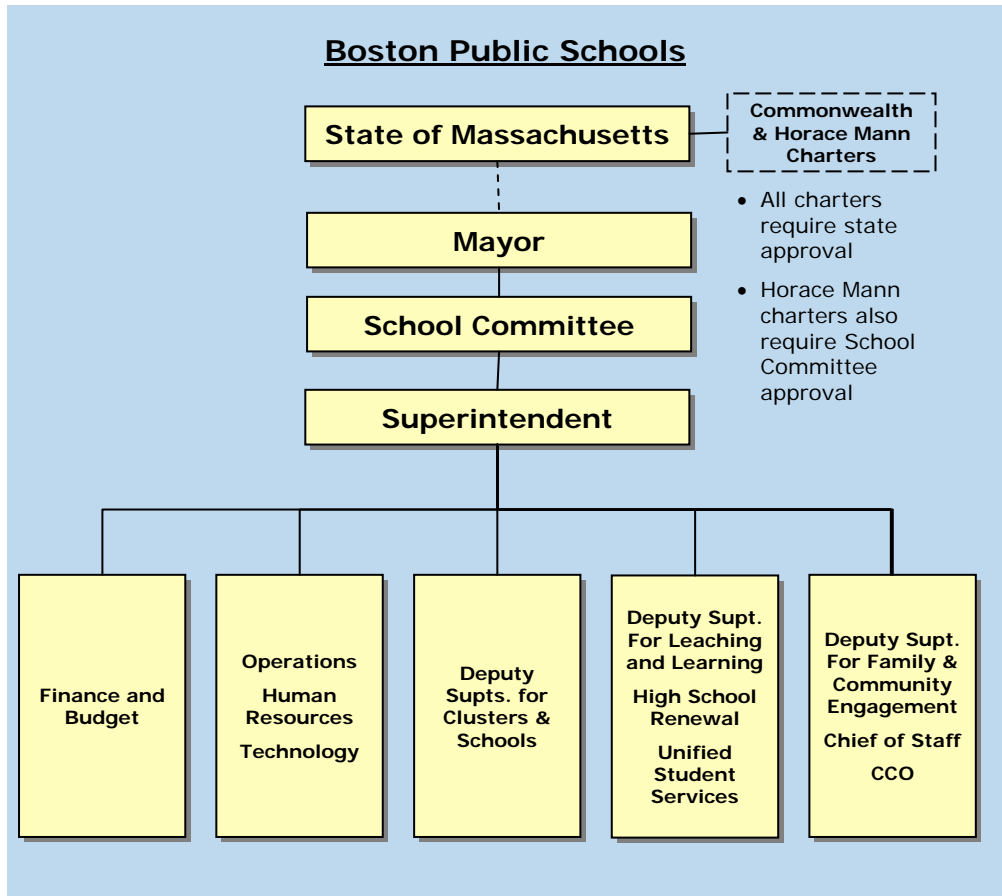 Boston Public Schools
State of Massachusetts
Commonwealth
& Horace Mann
Charters
• All charters
require state
approval
• Horace Mann
charters also
require School
Committee
approval
Mayor
School Committee
Superintendent
Finance and
Budget
Operations
Human
Resources
Technology
Deputy
Supts. for
Clusters &
Schools
Deputy Supt.
For Leaching
and Learning
High School
Renewal
Unified
Student
Services
Deputy Supt.
For Family &
Community
Engagement
Chief of Staff
CCO